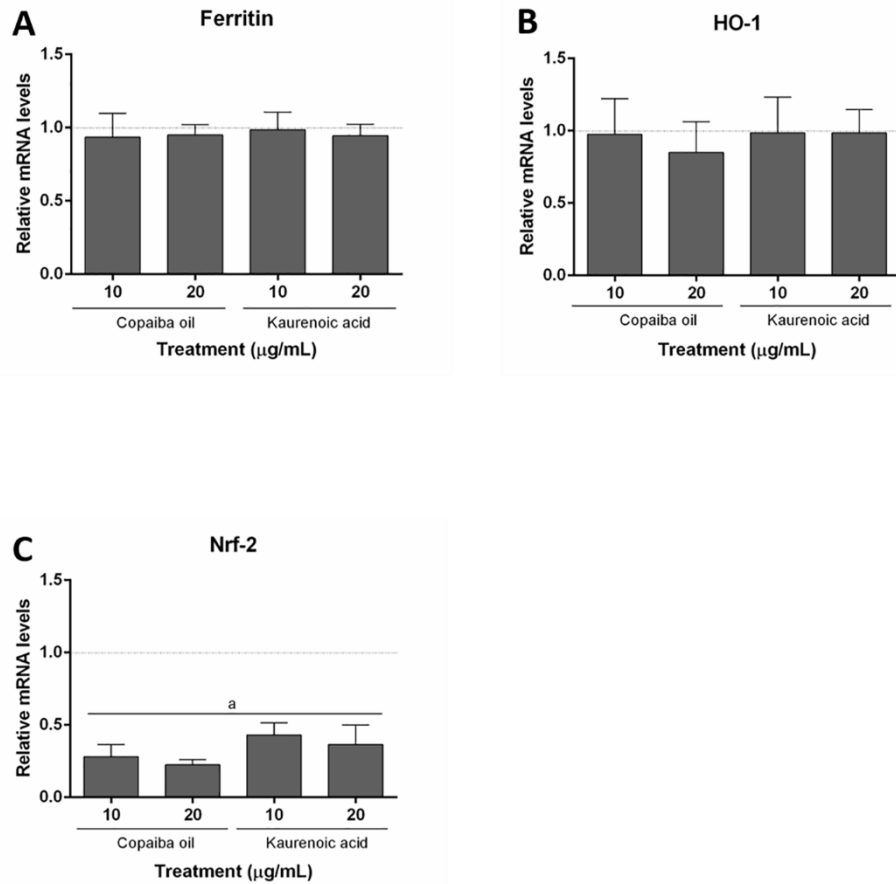 A
Ferritin
Relative mRNA levels
1.5
1.0
0.5
0.0
10 20 10 20
Copaiba oil Kaurenoic acid
Treatment (μg/mL)
B
HO-1
Relative mRNA levels
1.5
1.0
0.5
0.0
10 20 10 20
Copaiba oil Kaurenoic acid
Treatment (μg/mL)
C
Nrf-2
Relative mRNA levels
1.5
1.0
0.5
0.0
a
10 20 10 20
Copaiba oil Kaurenoic acid
Treatment (μg/mL)